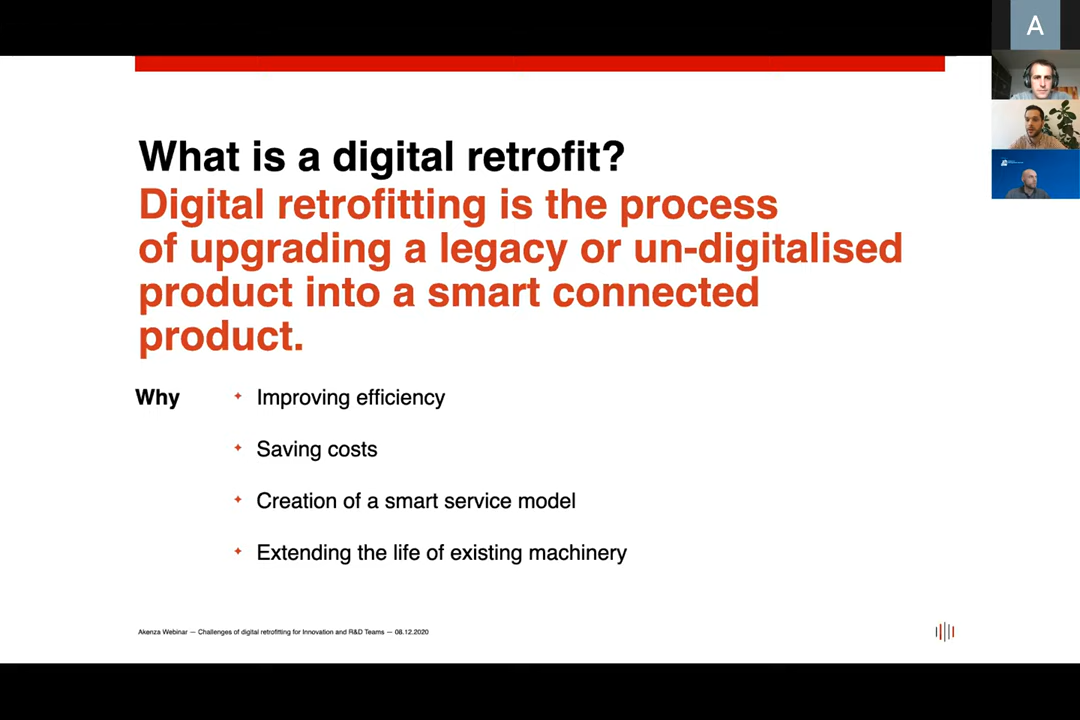 A
What is a digital retrofit?
Digital retrofitting is the process
of upgrading a legacy or un-digitalised
product into a smart connected
product.
Why
Improving efficiency
Saving costs
Creation of a smart service model
Extending the life of existing machinery
Akenza Webinar — Challenges of digital retrofitting for Innovation and R&D Teams — 08.12.2020